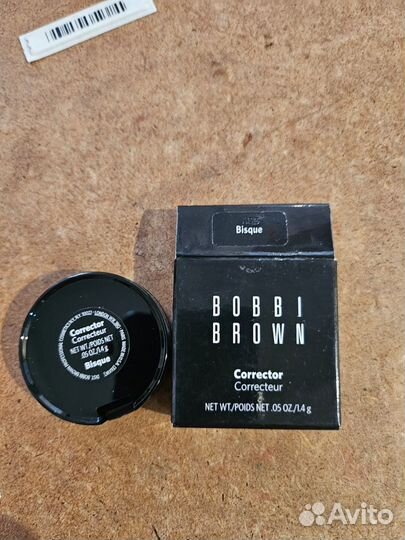 Bisque
BOBBI
BROWN
Corrector
Correcteur
NET WT./POIDS NET .05 OZ./1.4 g
Corrector
Correcteur
NET WT./POIDS NET
.05 OZ./1.4 g
Bisque
Avito